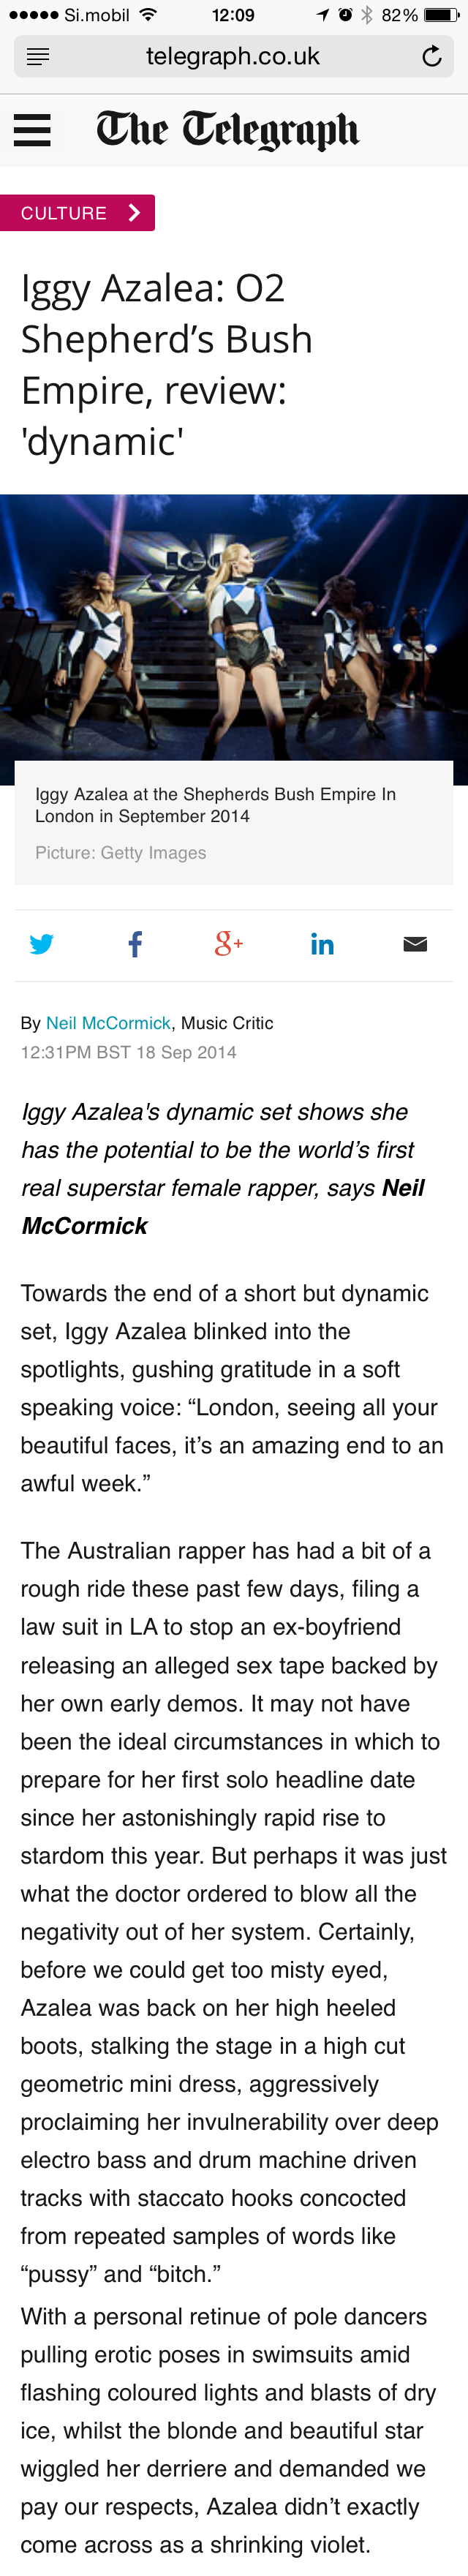 Si.mobil 12:09 82%
telegraph.co.uk
The Telegraph
CULTURE
Iggy Azalea: O2
Shepherd’s Bush
Empire, review:
'dynamic'
IGGY
AZALEA
Iggy Azalea at the Shepherds Bush Empire In
London in September 2014
Picture: Getty Images
f g+ in
By Neil McCormick, Music Critic
12:31PM BST 18 Sep 2014
Iggy Azalea's dynamic set shows she
has the potential to be the world’s first
real superstar female rapper, says Neil
McCormick
Towards the end of a short but dynamic
set, Iggy Azalea blinked into the
spotlights, gushing gratitude in a soft
speaking voice: “London, seeing all your
beautiful faces, it’s an amazing end to an
awful week.”
The Australian rapper has had a bit of a
rough ride these past few days, filing a
law suit in LA to stop an ex-boyfriend
releasing an alleged sex tape backed by
her own early demos. It may not have
been the ideal circumstances in which to
prepare for her first solo headline date
since her astonishingly rapid rise to
stardom this year. But perhaps it was just
what the doctor ordered to blow all the
negativity out of her system. Certainly,
before we could get too misty eyed,
Azalea was back on her high heeled
boots, stalking the stage in a high cut
geometric mini dress, aggressively
proclaiming her invulnerability over deep
electro bass and drum machine driven
tracks with staccato hooks concocted
from repeated samples of words like
“pussy” and “bitch.”
With a personal retinue of pole dancers
pulling erotic poses in swimsuits amid
flashing coloured lights and blasts of dry
ice, whilst the blonde and beautiful star
wiggled her derriere and demanded we
pay our respects, Azalea didn’t exactly
come across as a shrinking violet.